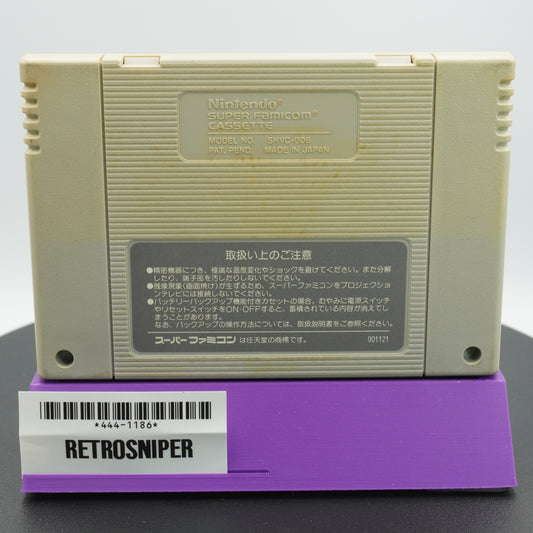 Nintendo®
SUPER FAMICOM™
CASSETTE
MODEL NO. SHVC-006
PAT. PEND. MADE IN JAPAN
取扱い上のご注意
●精密機器につき、極端な温度変化やショックを避けてください。また分解
したり、端子部を汚したりしないでください。
●残像現象(画面焼け)が生ずるため、スーパーファミコンをプロジェクション
テレビには接続しないでください。
●バッテリーバックアップ機能付きカセットの場合、むやみに電源スイッチ
やリセットスイッチをON・OFFすると、蓄積されている内容が消えてし
まうことがあります。
なお、バックアップの操作方法については、取扱説明書をご参照ください。
スーパーファミコン は任天堂の商標です。 901121
*444-1186*
RETROSNIPER